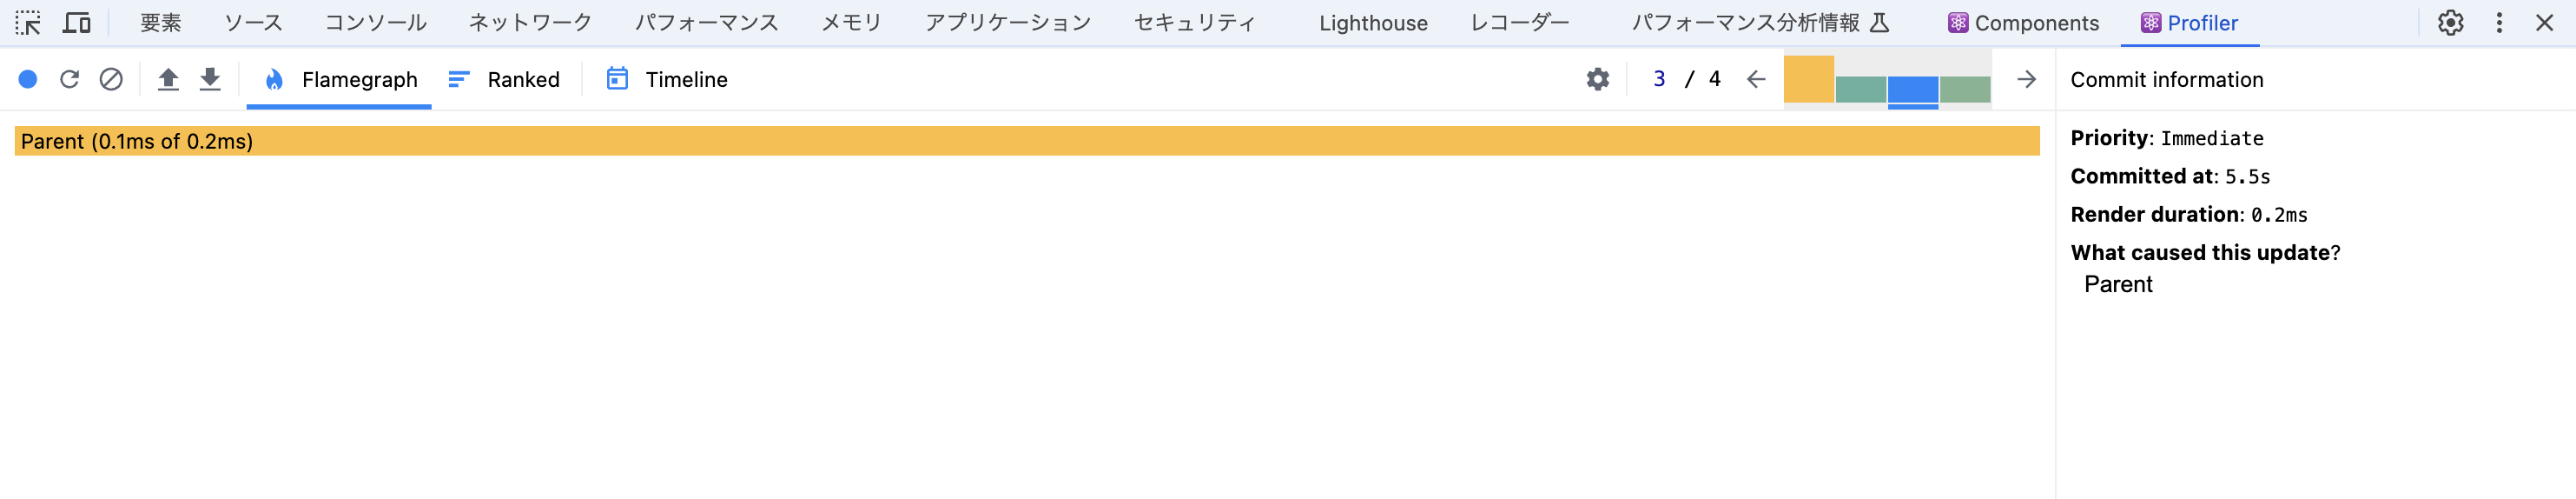 要素 ソース コンソール ネットワーク パフォーマンス メモリ アプリケーション セキュリティ Lighthouse レコーダー パフォーマンス分析情報 Components Profiler
Flamegraph Ranked Timeline 3 / 4 Commit information
Parent (0.1ms of 0.2ms)
Priority: Immediate
Committed at: 5.5s
Render duration: 0.2ms
What caused this update?
Parent